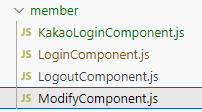 member
JS KakaoLoginComponent.js
JS LoginComponent.js
JS LogoutComponent.js
JS ModifyComponent.js